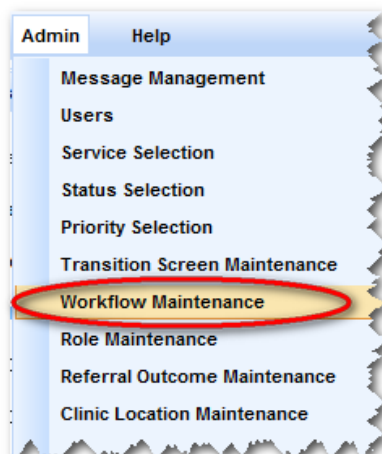 Admin Help
Message Management
Users
Service Selection
Status Selection
Priority Selection
Transition Screen Maintenance
Workflow Maintenance
Role Maintenance
Referral Outcome Maintenance
Clinic Location Maintenance